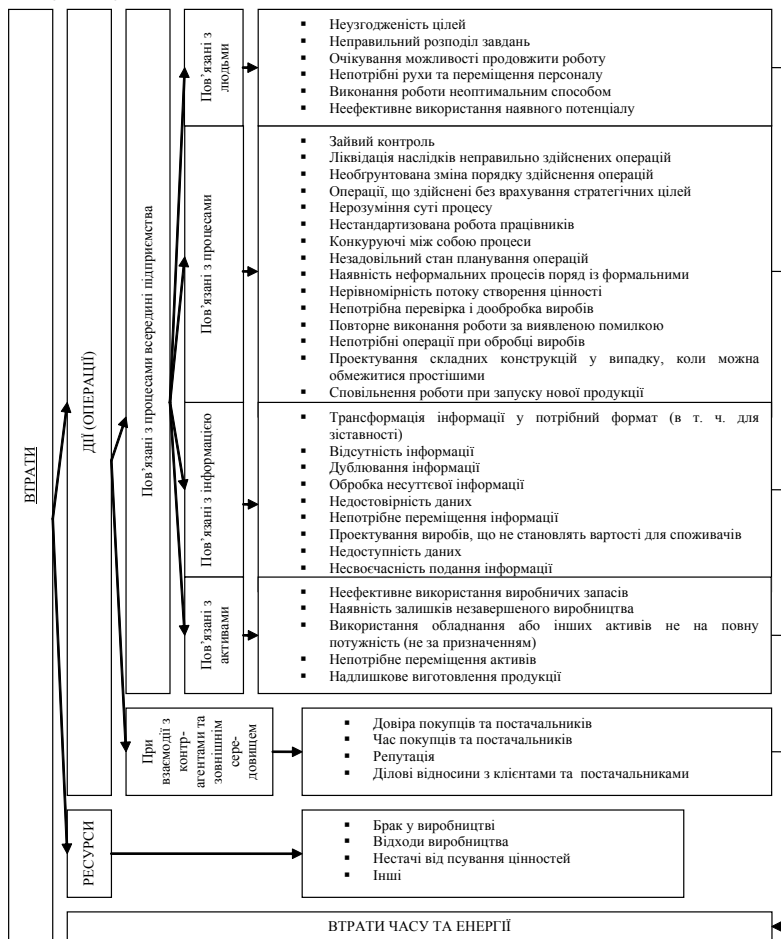 ВТРАТИ
ДІЇ (ОПЕРАЦІЇ)
Пов’язані з процесами всередині підприємства
Пов’язані з
людьми
▪ Неузгодженість цілей
▪ Неправильний розподіл завдань
▪ Очікування можливості продовжити роботу
▪ Непотрібні рухи та переміщення персоналу
▪ Виконання роботи неоптимальним способом
▪ Неефективне використання наявного потенціалу
Пов’язані з процесами
▪ Зайвий контроль
▪ Ліквідація наслідків неправильно здійснених операцій
▪ Необґрунтована зміна порядку здійснення операцій
▪ Операції, що здійснені без врахування стратегічних цілей
▪ Нерозуміння суті процесу
▪ Нестандартизована робота працівників
▪ Конкуруючі між собою процеси
▪ Незадовільний стан планування операцій
▪ Наявність неформальних процесів поряд із формальними
▪ Нерівномірність потоку створення цінності
▪ Непотрібна перевірка і дообробка виробів
▪ Повторне виконання роботи за виявленою помилкою
▪ Непотрібні операції при обробці виробів
▪ Проектування складних конструкцій у випадку, коли можна
обмежитися простішими
▪ Сповільнення роботи при запуску нової продукції
Пов’язані з інформацією
▪ Трансформація інформації у потрібний формат (в т. ч. для
зіставності)
▪ Відсутність інформації
▪ Дублювання інформації
▪ Обробка несуттєвої інформації
▪ Недостовірність даних
▪ Непотрібне переміщення інформації
▪ Проектування виробів, що не становлять вартості для споживачів
▪ Недоступність даних
▪ Несвоєчасність подання інформації
Пов’язані з
активами
▪ Неефективне використання виробничих запасів
▪ Наявність залишків незавершеного виробництва
▪ Використання обладнання або інших активів не на повну
потужність (не за призначенням)
▪ Непотрібне переміщення активів
▪ Надлишкове виготовлення продукції
При
взаємодії з
контр-
агентами та
зовнішнім
сере-
довищем
▪ Довіра покупців та постачальників
▪ Час покупців та постачальників
▪ Репутація
▪ Ділові відносини з клієнтами та постачальниками
РЕСУРСИ
▪ Брак у виробництві
▪ Відходи виробництва
▪ Нестачі від псування цінностей
▪ Інші
ВТРАТИ ЧАСУ ТА ЕНЕРГІЇ